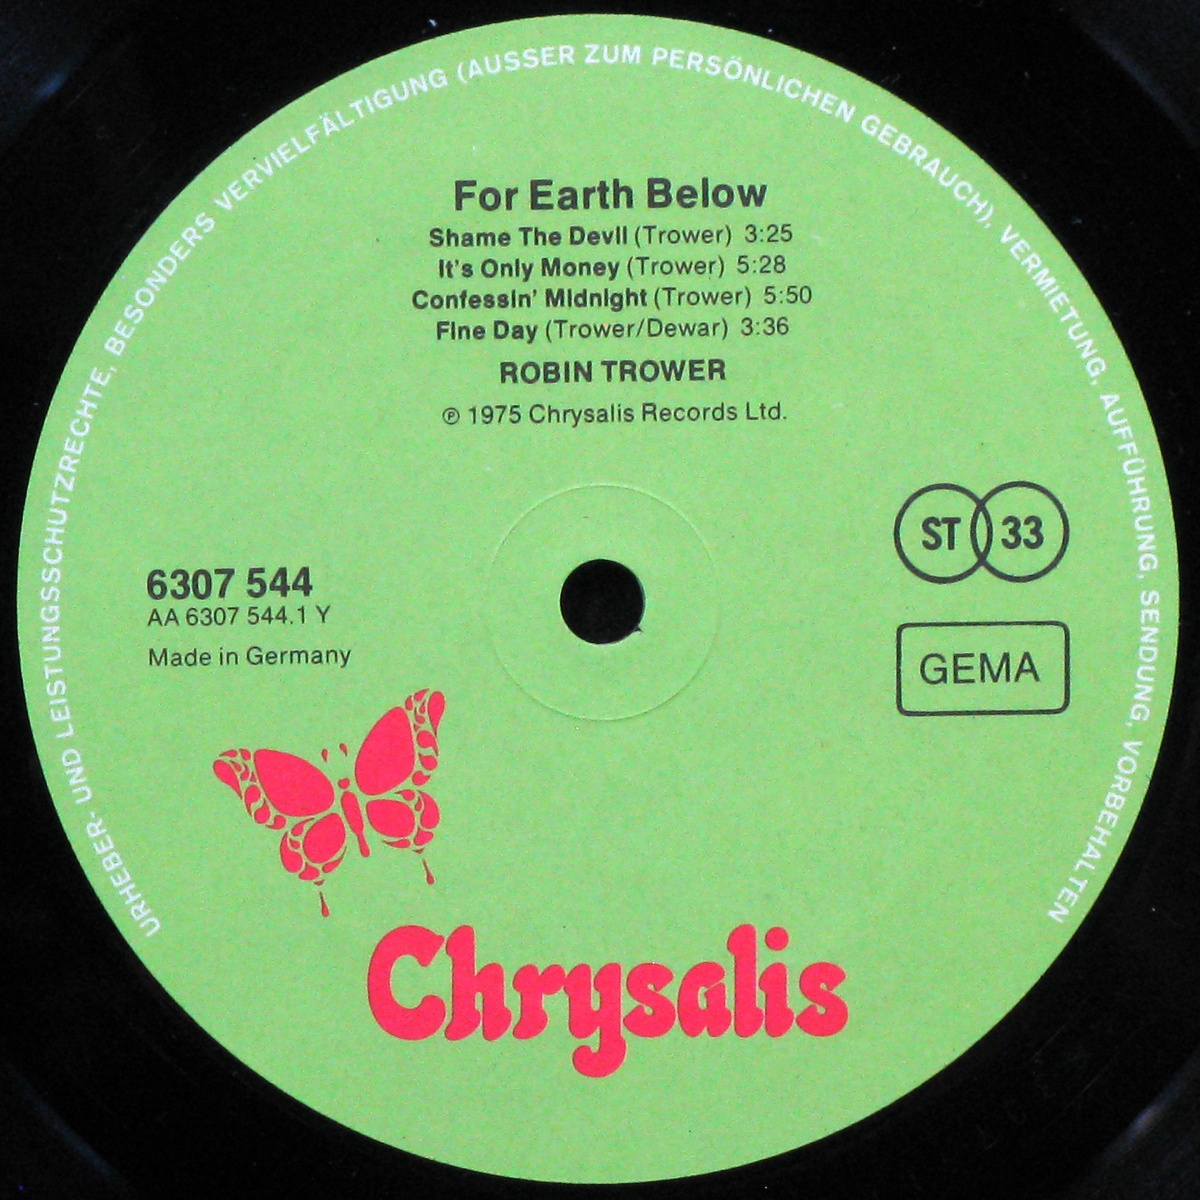 URHEBER- UND LEISTUNGSSCHUTZRECHTE, BESONDERS VERVIELFÄLTIGUNG (AUSSER ZUM PERSÖNLICHEN GEBRAUCH), VERMIETUNG, AUFFÜHRUNG, SENDUNG, VORBEHALTEN
For Earth Below
Shame The Devil (Trower) 3:25
It's Only Money (Trower) 5:28
Confessin' Midnight (Trower) 5:50
Fine Day (Trower/Dewar) 3:36
ROBIN TROWER
℗ 1975 Chrysalis Records Ltd.
ST 33
6307 544
AA 6307 544.1 Y
Made in Germany
GEMA
Chrysalis